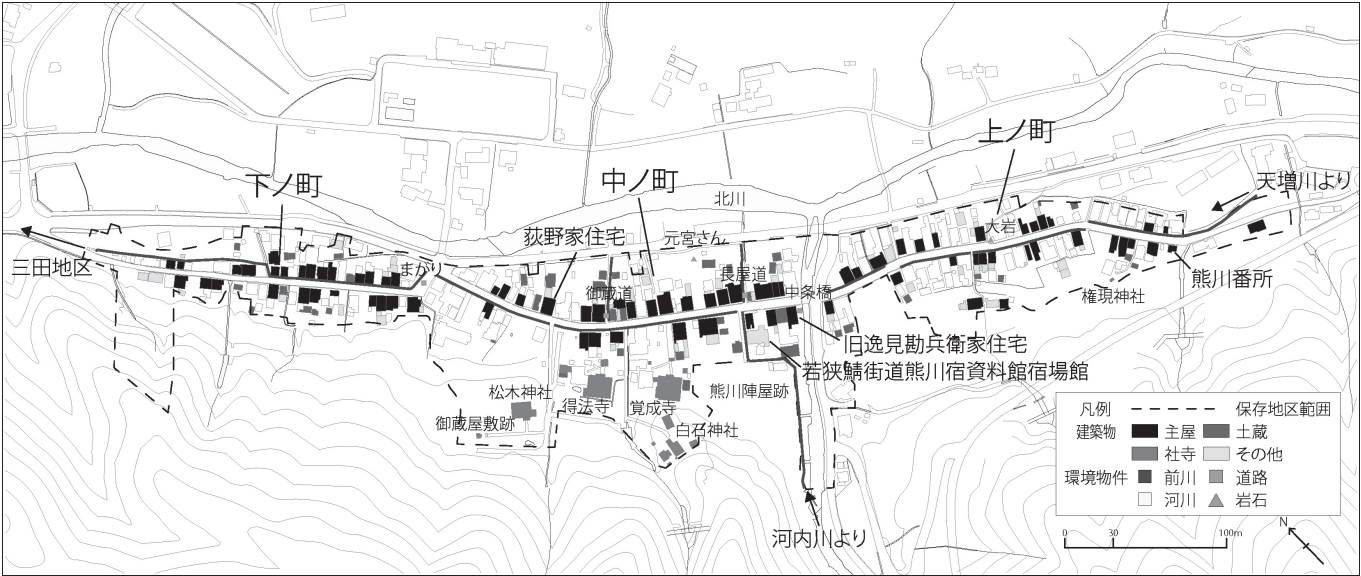 上ノ町
天増川より
中ノ町
下ノ町
北川
大岩
荻野家住宅
元宮さん
三田地区
まがり
長屋道
熊川番所
御蔵道
中条橋
権現神社
旧逸見勘兵衛家住宅
若狭鯖街道熊川宿資料館宿場館
松木神社
熊川陣屋跡
得法寺
覚成寺
御蔵屋敷跡
白石神社
河内川より
凡例 保存地区範囲
建築物 主屋 土蔵
社寺 その他
環境物件 前川 道路
河川 岩石
0 30 100m
N